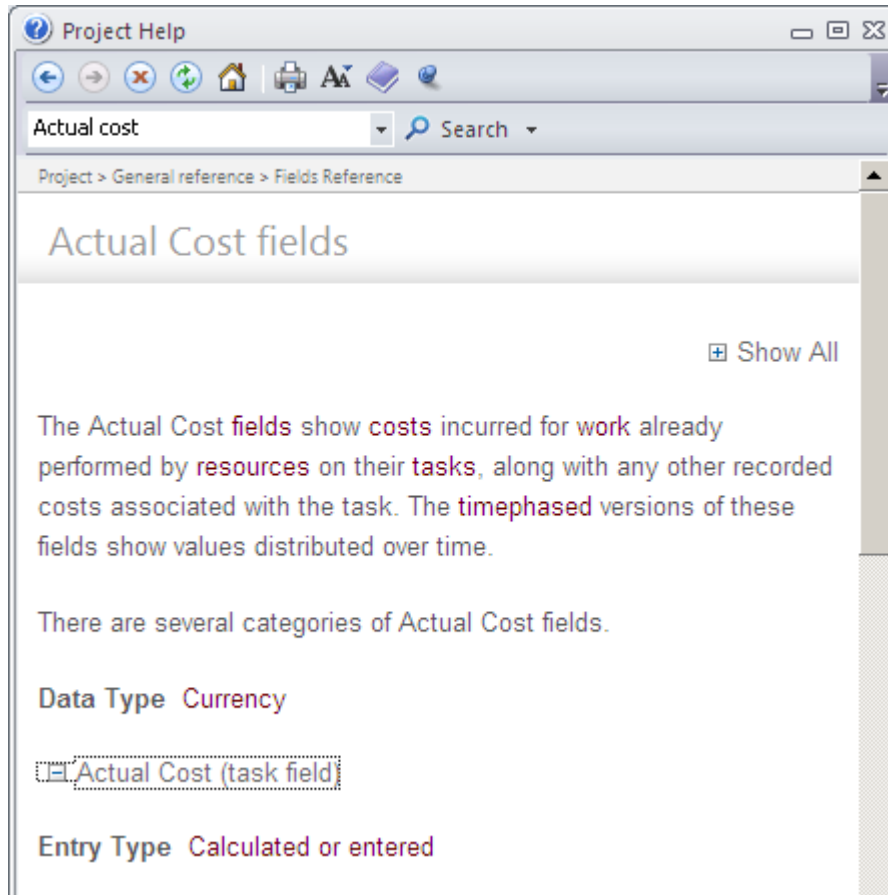 Project Help
Actual cost
Search
Project > General reference > Fields Reference
Actual Cost fields
Show All
The Actual Cost fields show costs incurred for work already
performed by resources on their tasks, along with any other recorded
costs associated with the task. The timephased versions of these
fields show values distributed over time.
There are several categories of Actual Cost fields.
Data Type Currency
Actual Cost (task field)
Entry Type Calculated or entered